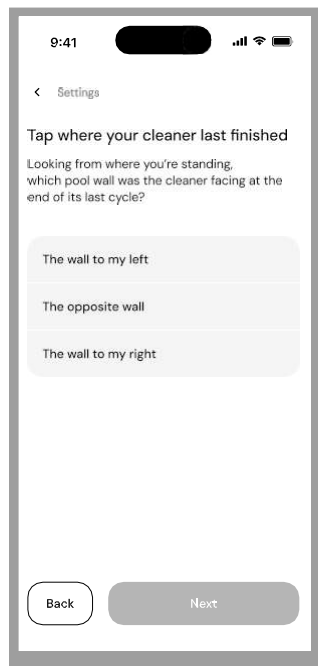 9:41
Settings
Tap where your cleaner last finished
Looking from where you're standing,
which pool wall was the cleaner facing at the
end of its last cycle?
The wall to my left
The opposite wall
The wall to my right
Back
Next